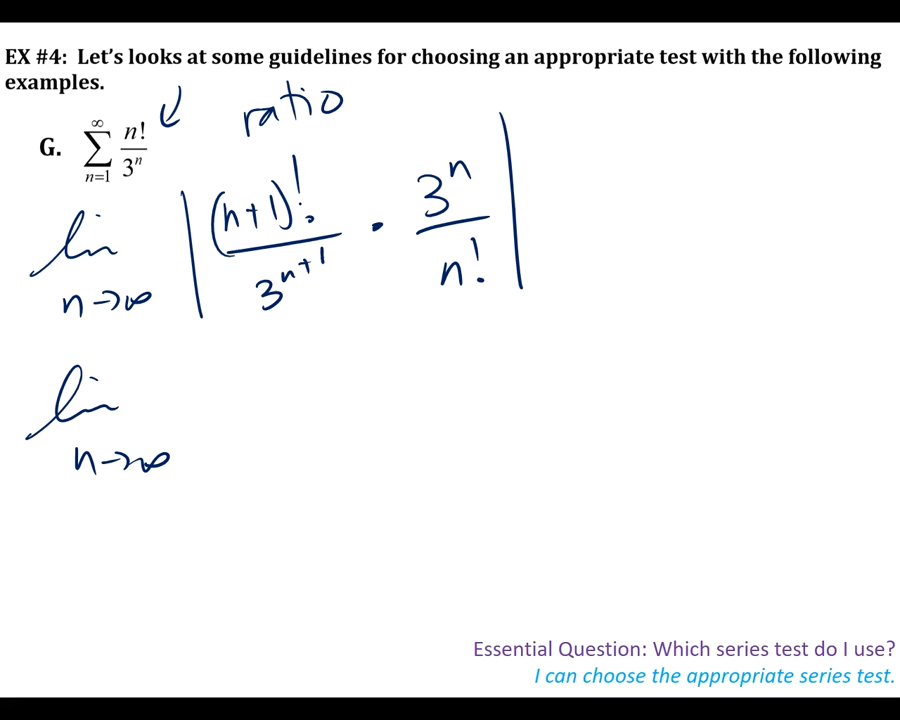 EX #4: Let's looks at some guidelines for choosing an appropriate test with the following
examples.
ratio
G. ∑_{n=1}^{∞} n!/3^n
lim_{n→∞} |(n+1)!/3^{n+1} · 3^n/n!|
lim_{n→∞}
Essential Question: Which series test do I use?
I can choose the appropriate series test.